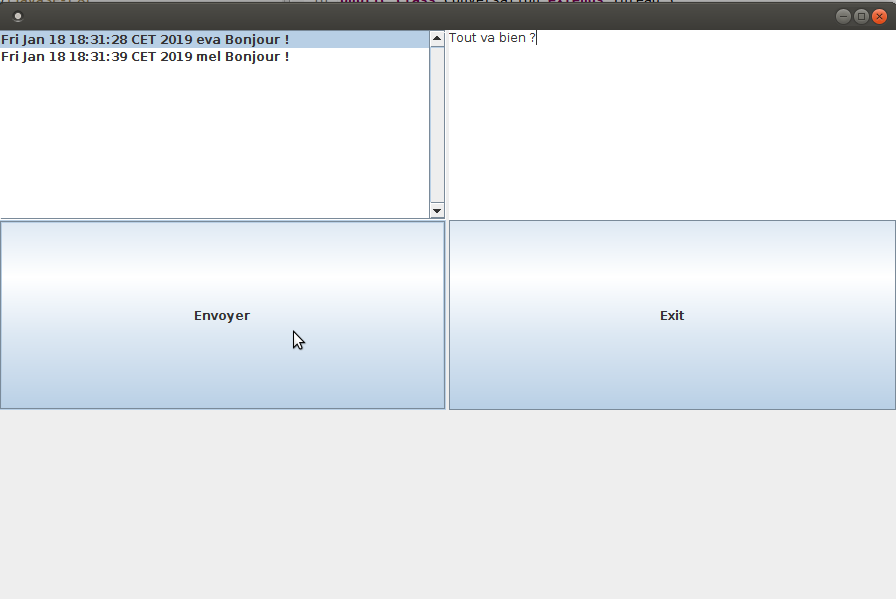 Fri Jan 18 18:31:28 CET 2019 eva Bonjour !
Fri Jan 18 18:31:39 CET 2019 mel Bonjour !
Tout va bien ?
Envoyer
Exit